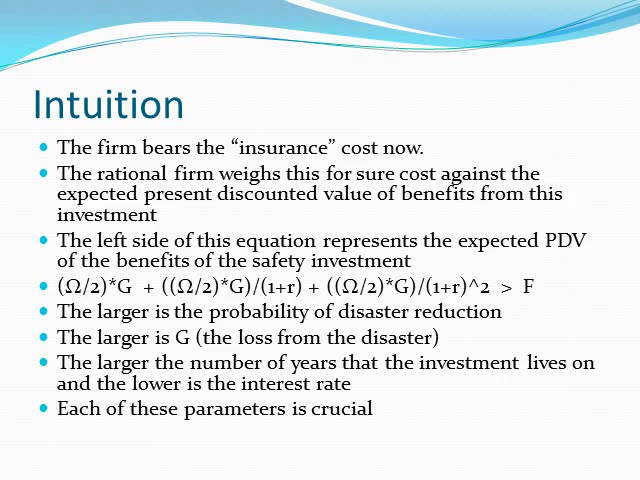 Intuition
The firm bears the “insurance” cost now.
The rational firm weighs this for sure cost against the
expected present discounted value of benefits from this
investment
The left side of this equation represents the expected PDV
of the benefits of the safety investment
(Ω/2)*G + ((Ω/2)*G)/(1+r) + ((Ω/2)*G)/(1+r)^2 > F
The larger is the probability of disaster reduction
The larger is G (the loss from the disaster)
The larger the number of years that the investment lives on
and the lower is the interest rate
Each of these parameters is crucial